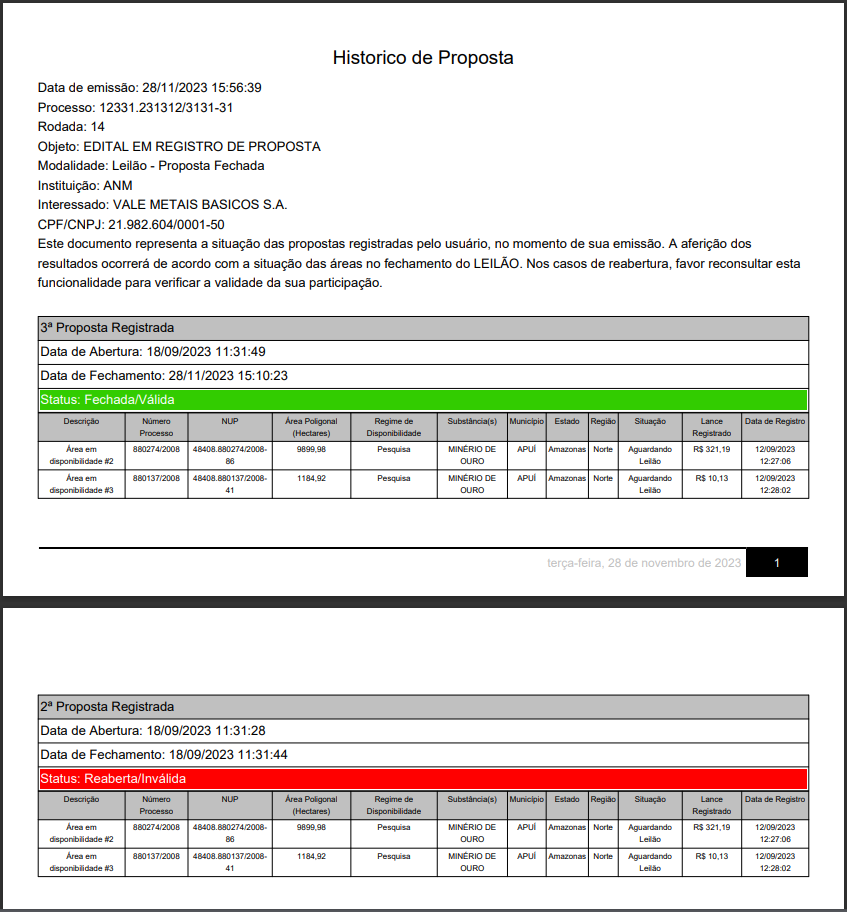 Historico de Proposta
Data de emissão: 28/11/2023 15:56:39
Processo: 12331.231312/3131-31
Rodada: 14
Objeto: EDITAL EM REGISTRO DE PROPOSTA
Modalidade: Leilão - Proposta Fechada
Instituição: ANM
Interessado: VALE METAIS BASICOS S.A.
CPF/CNPJ: 21.982.604/0001-50
Este documento representa a situação das propostas registradas pelo usuário, no momento de sua emissão. A aferição dos
resultados ocorrerá de acordo com a situação das áreas no fechamento do LEILÃO. Nos casos de reabertura, favor reconsultar esta
funcionalidade para verificar a validade da sua participação.
3ª Proposta Registrada
Data de Abertura: 18/09/2023 11:31:49
Data de Fechamento: 28/11/2023 15:10:23
Status: Fechada/Válida
Descrição Número Processo NUP Área Poligonal (Hectares) Regime de Disponibilidade Substância(s) Município Estado Região Situação Lance Registrado Data de Registro
Área em disponibilidade #2 880274/2008 48408.880274/2008-86 9899,98 Pesquisa MINÉRIO DE OURO APUÍ Amazonas Norte Aguardando Leilão R$ 321,19 12/09/2023 12:27:06
Área em disponibilidade #3 880137/2008 48408.880137/2008-41 1184,92 Pesquisa MINÉRIO DE OURO APUÍ Amazonas Norte Aguardando Leilão R$ 10,13 12/09/2023 12:28:02
terça-feira, 28 de novembro de 2023 1
2ª Proposta Registrada
Data de Abertura: 18/09/2023 11:31:28
Data de Fechamento: 18/09/2023 11:31:44
Status: Reaberta/Inválida
Descrição Número Processo NUP Área Poligonal (Hectares) Regime de Disponibilidade Substância(s) Município Estado Região Situação Lance Registrado Data de Registro
Área em disponibilidade #2 880274/2008 48408.880274/2008-86 9899,98 Pesquisa MINÉRIO DE OURO APUÍ Amazonas Norte Aguardando Leilão R$ 321,19 12/09/2023 12:27:06
Área em disponibilidade #3 880137/2008 48408.880137/2008-41 1184,92 Pesquisa MINÉRIO DE OURO APUÍ Amazonas Norte Aguardando Leilão R$ 10,13 12/09/2023 12:28:02